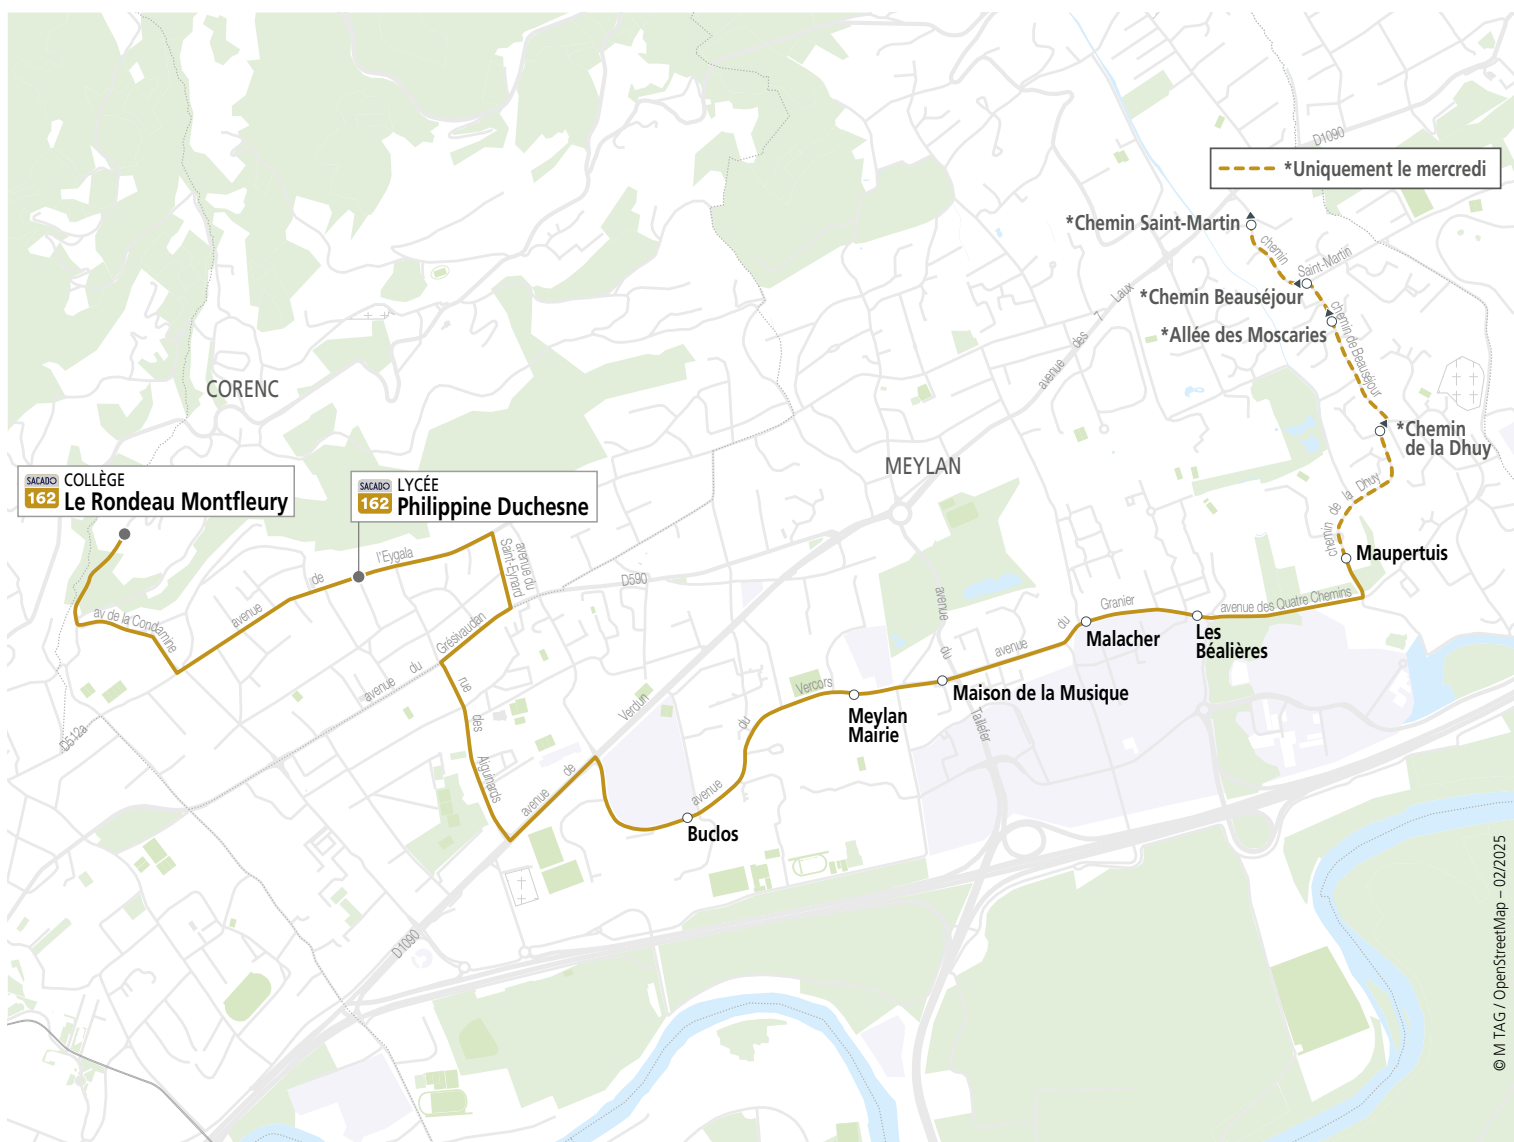 D1090
*Uniquement le mercredi
*Chemin Saint-Martin
chemin
Saint-Martin
*Chemin Beauséjour
Laux
7
des
avenue
*Allée des Moscaries
chemin de Beauséjour
CORENC
*Chemin
de la Dhuy
MEYLAN
SACADO
162
COLLÈGE
Le Rondeau Montfleury
SACADO
162
LYCÉE
Philippine Duchesne
chemin de la Dhuy
Maupertuis
avenue du
Saint-Eynard
l'Eygala
de
avenue
D590
av de la Condamine
Grésivaudan
du
avenue
avenue
du
Taillefer
Granier
du
avenue
avenue des Quatre Chemins
Malacher
Les
Béalières
rue
des
Aiguinards
Verdun
de
avenue
Vercors
du
avenue
Maison de la Musique
Meylan
Mairie
D512a
Buclos
D1090
© M TAG / OpenStreetMap – 02/2025